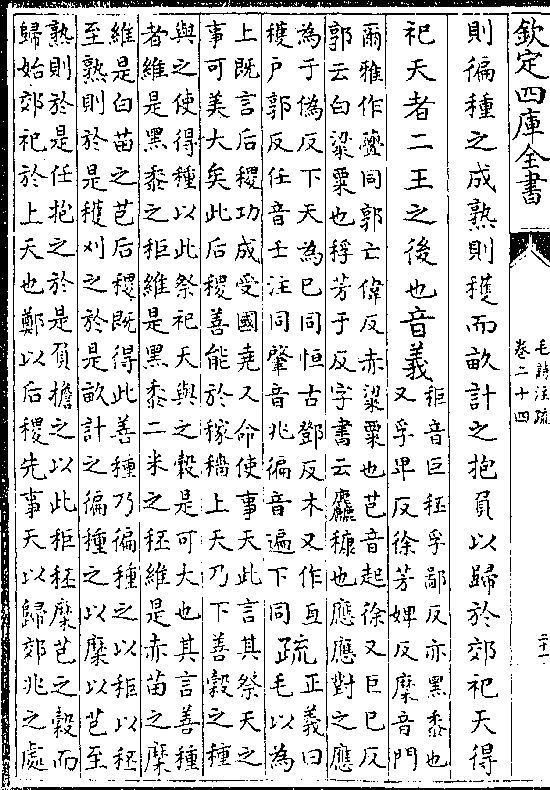 欽定四庫全書
毛詩注疏
卷二十四
則徧種之成熟則穫而畝計之抱負以歸於郊祀天得
祀天者二王之後也音義
秬音巨秠孚鄙反亦黑黍也
又孚卑反徐芳婢反糜音門
爾雅作虋同郭亡偉反赤粱粟也芑音起徐又巨巳反
郭云白粱粟也稃芳于反字書云麤糠也應應對之應
為于偽反下天為已同恒古鄧反本又作亙
穫戶郭反任音壬注同肇音兆徧音遍下同
疏
正義曰
毛以為
上既言后稷功成受國堯又命使事天此言其祭天之
事可美大矣此后稷善能於稼穡上天乃下善穀之種
與之使得種以此祭祀天與之穀是可大也其言善種
者維是黑黍之秬維是黑黍二米之秠維是赤苗之糜
維是白苗之芑后稷既得此善種乃徧種之以秬以秠
至熟則於是穫刈之於是畝計之徧種之以糜以芑至
熟則於是任抱之於是負擔之以此秬秠糜芑之穀而
歸始郊祀於上天也鄭以后稷先事天以歸郊兆之處